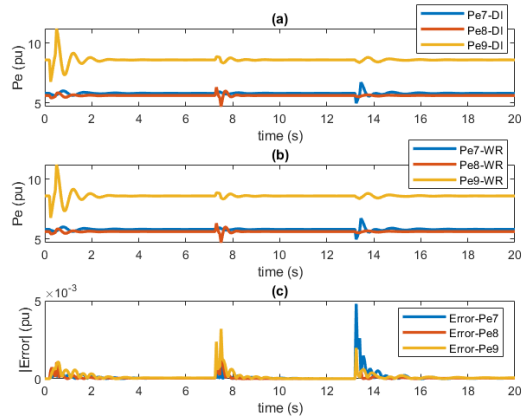 (a)
Pe7-DI
Pe8-DI
Pe9-DI
Pe (pu)
10
5
0 2 4 6 8 10 12 14 16 18 20
time (s)
(b)
Pe7-WR
Pe8-WR
Pe9-WR
Pe (pu)
10
5
0 2 4 6 8 10 12 14 16 18 20
time (s)
(c)
×10-3
Error-Pe7
Error-Pe8
Error-Pe9
|Error| (pu)
5
0
0 2 4 6 8 10 12 14 16 18 20
time (s)